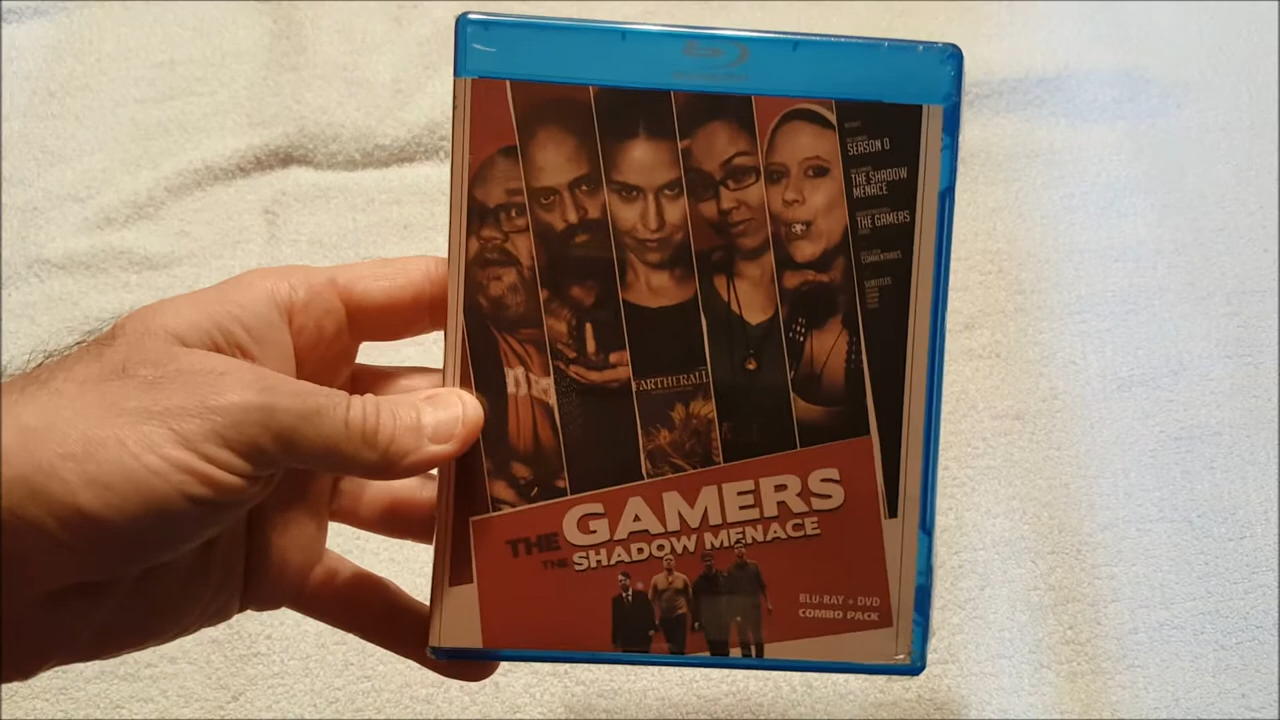 SEASON 0
THE SHADOW
MENACE
THE GAMERS
COMMENTARIES
SUBTITLES
FARTHERALL
THE GAMERS
THE SHADOW MENACE
BLU-RAY + DVD
COMBO PACK